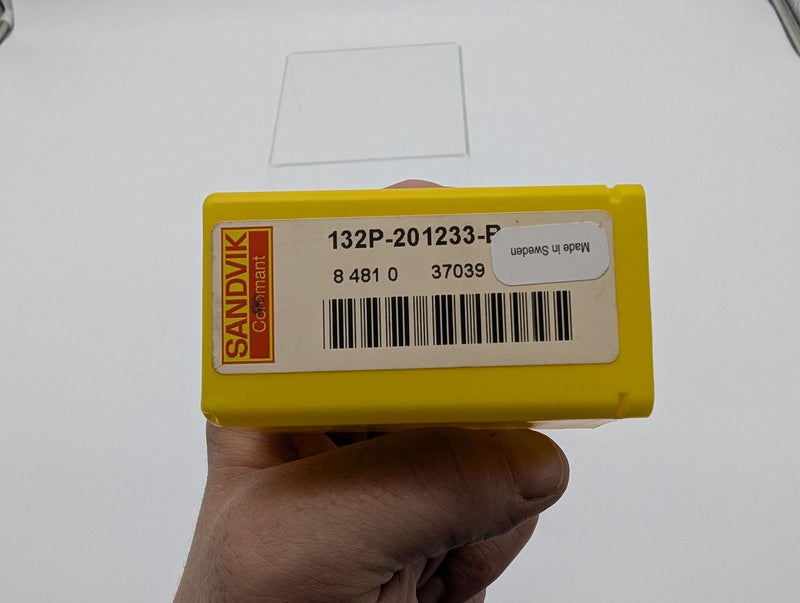 SANDVIK
Coromant
132P-201233-B
8 481 0 37039
Made in Sweden